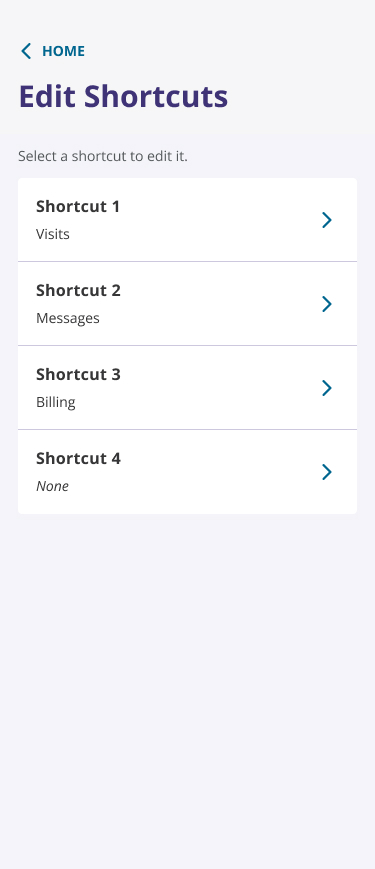 HOME
Edit Shortcuts
Select a shortcut to edit it.
Shortcut 1
Visits
Shortcut 2
Messages
Shortcut 3
Billing
Shortcut 4
None